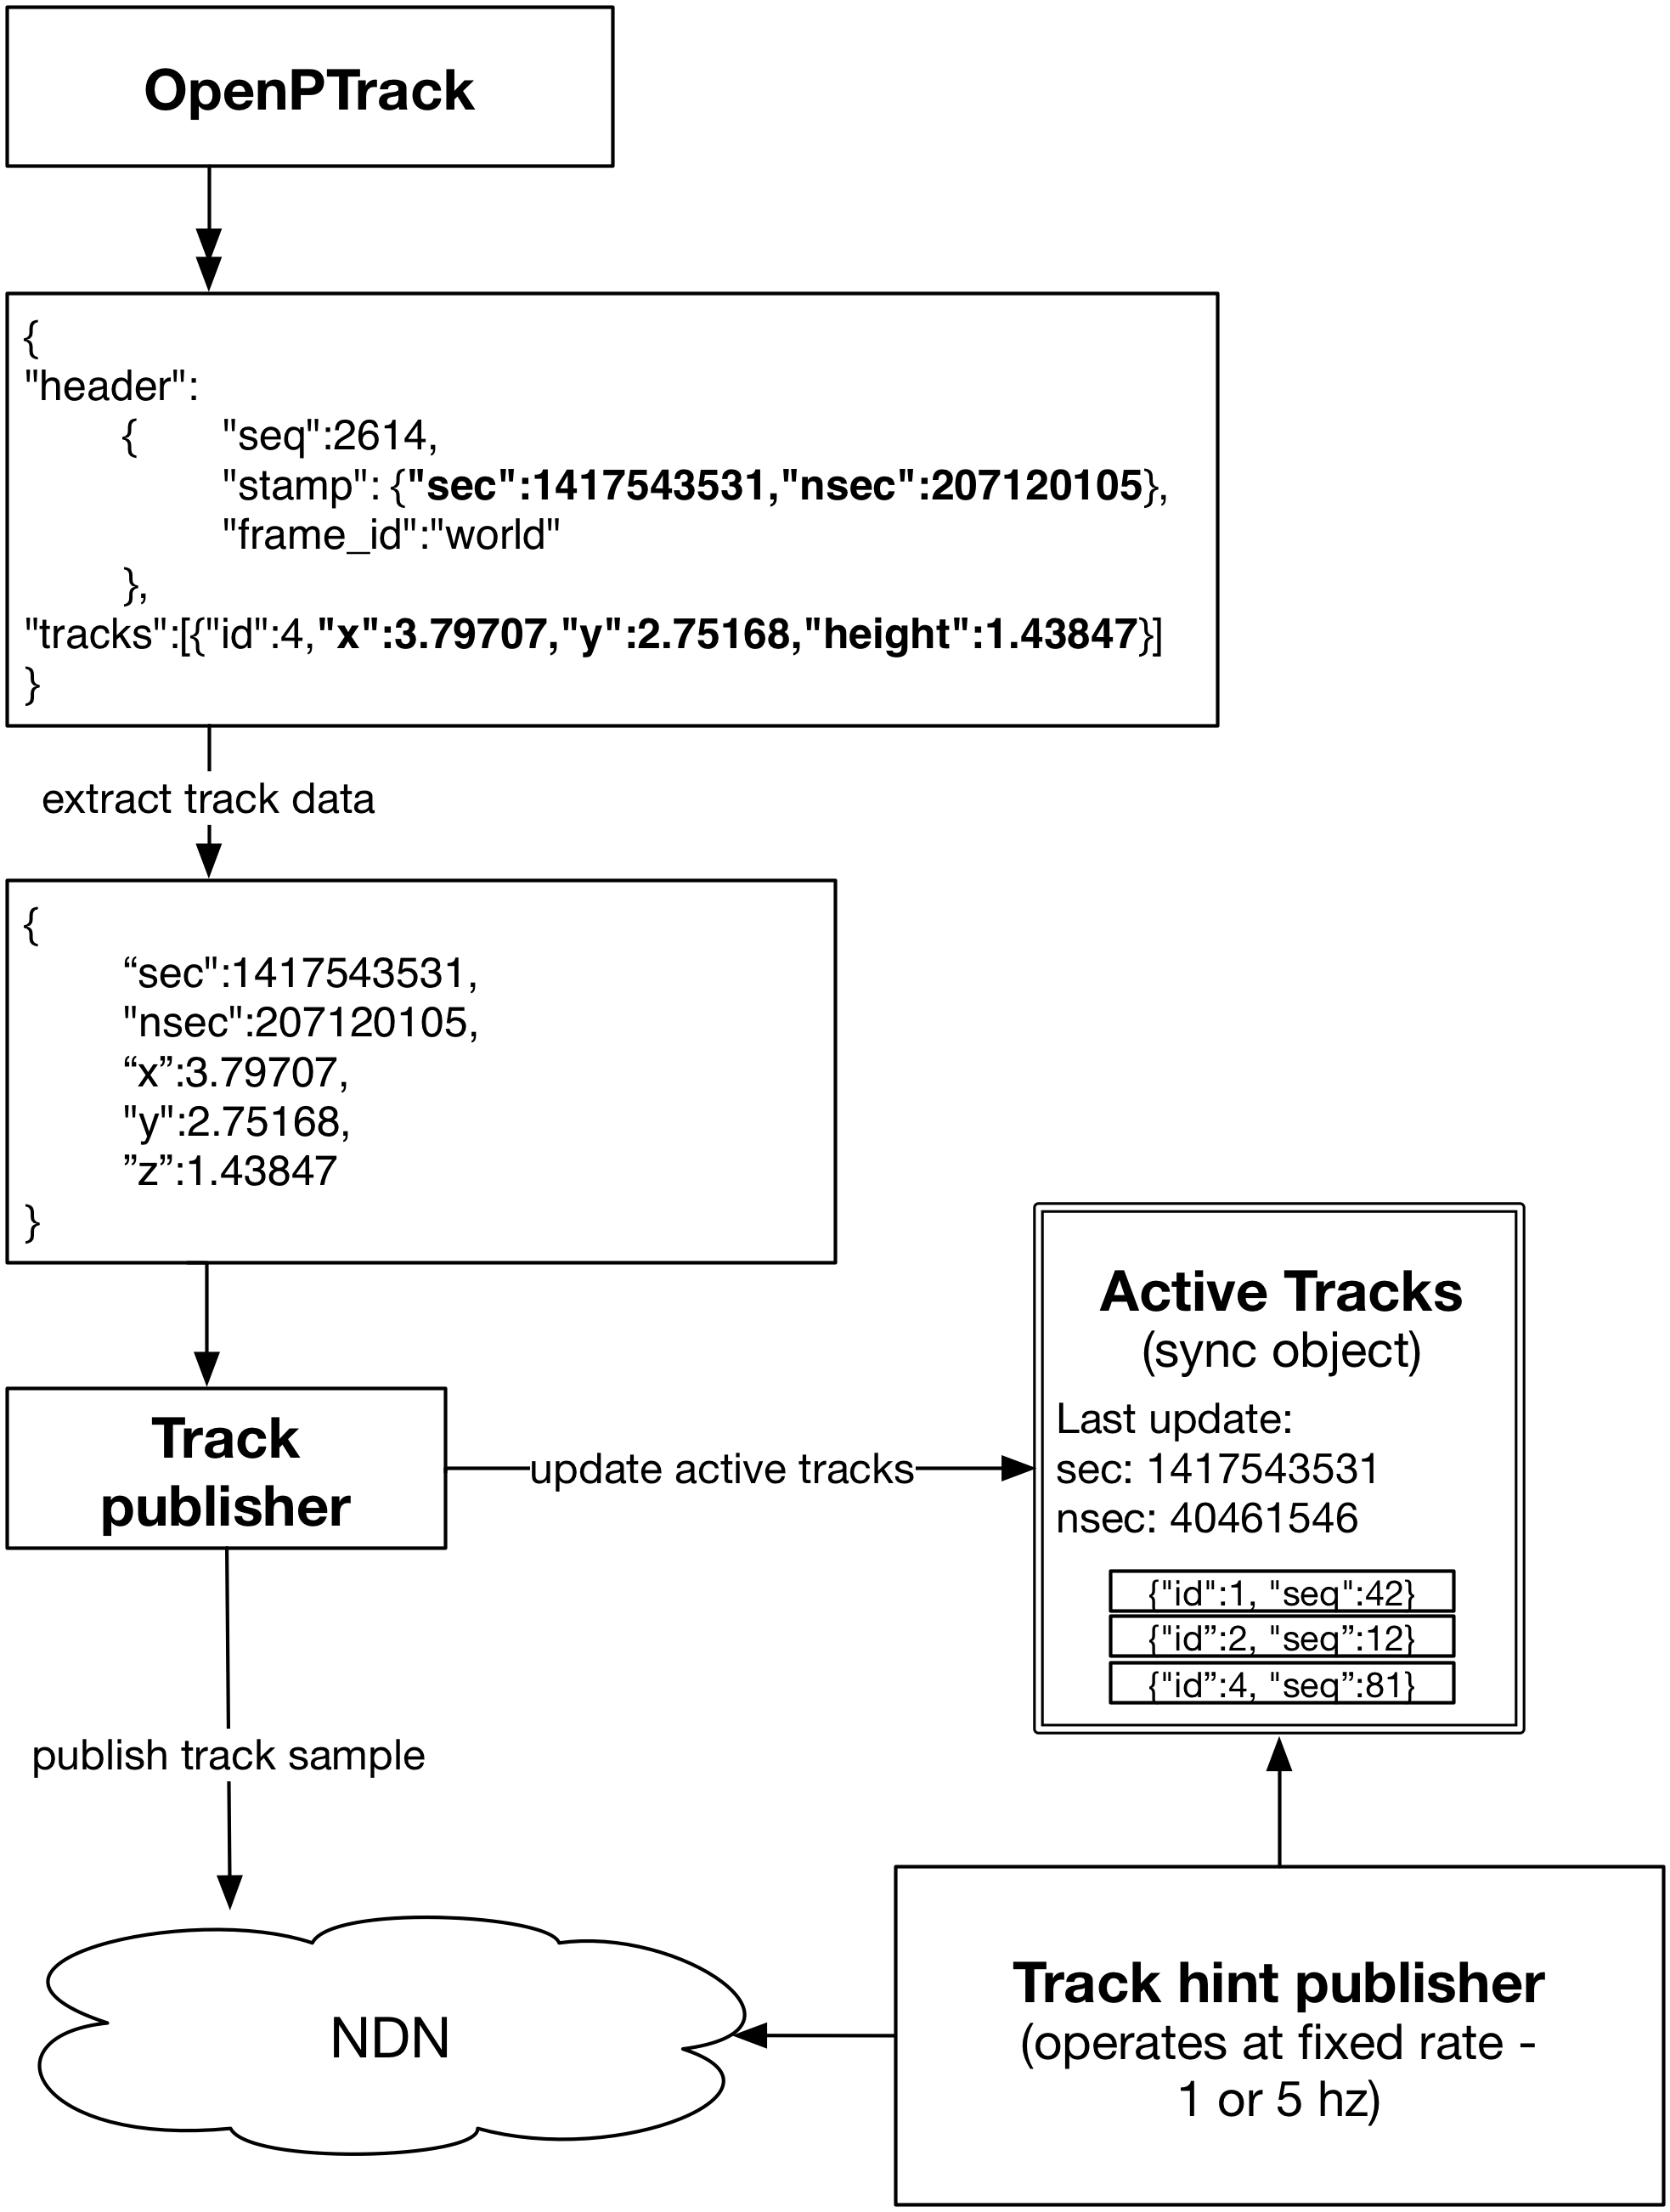 OpenPTrack
{
"header":
{ "seq":2614,
"stamp": {"sec":1417543531,"nsec":207120105},
"frame_id":"world"
},
"tracks":[{"id":4,"x":3.79707,"y":2.75168,"height":1.43847}]
}
extract track data
{
“sec":1417543531,
"nsec":207120105,
“x”:3.79707,
"y":2.75168,
”z”:1.43847
}
Track
publisher
update active tracks
Active Tracks
(sync object)
Last update:
sec: 1417543531
nsec: 40461546
{"id":1, "seq":42}
{"id”:2, "seq”:12}
{"id”:4, "seq”:81}
publish track sample
NDN
Track hint publisher
(operates at fixed rate -
1 or 5 hz)